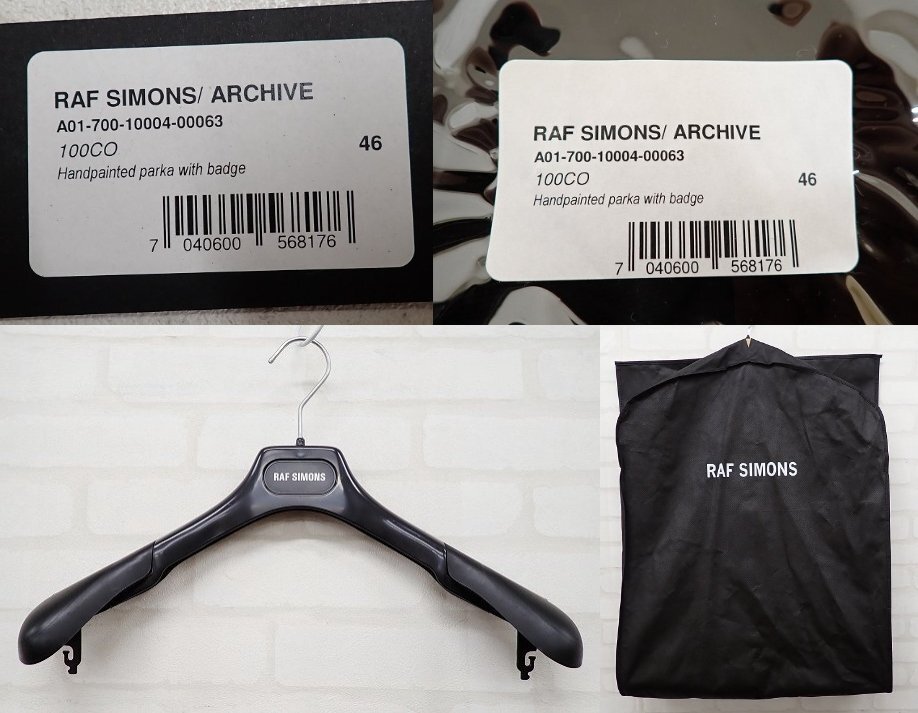 RAF SIMONS/ ARCHIVE
A01-700-10004-00063
100CO
46
Handpainted parka with badge
7 040600 568176
RAF SIMONS/ ARCHIVE
A01-700-10004-00063
100CO
46
Handpainted parka with badge
7 040600 568176
RAF SIMONS
RAF SIMONS